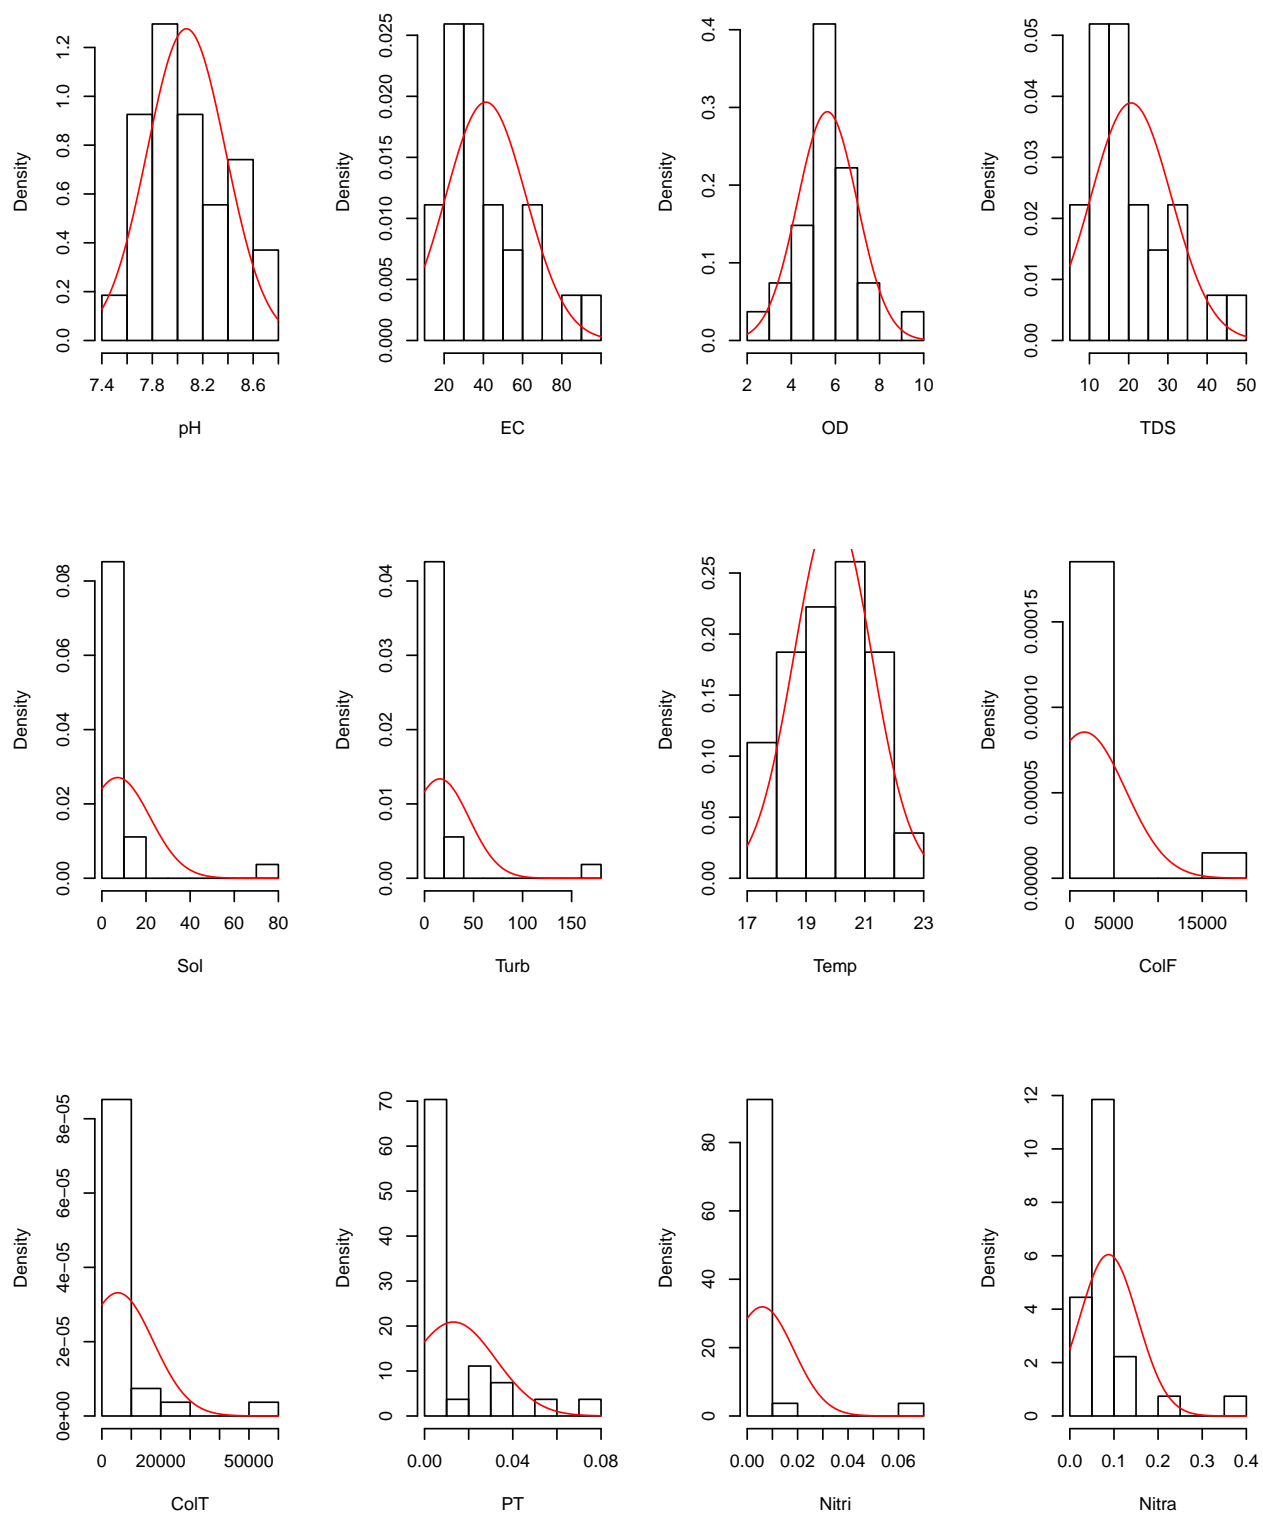 Density
0.0 0.2 0.4 0.6 0.8 1.0 1.2
7.4 7.8 8.2 8.6
pH
Density
0.000 0.005 0.010 0.015 0.020 0.025
20 40 60 80
EC
Density
0.0 0.1 0.2 0.3 0.4
2 4 6 8 10
OD
Density
0.00 0.01 0.02 0.03 0.04 0.05
10 20 30 40 50
TDS
Density
0.00 0.02 0.04 0.06 0.08
0 20 40 60 80
Sol
Density
0.00 0.01 0.02 0.03 0.04
0 50 100 150
Turb
Density
0.00 0.05 0.10 0.15 0.20 0.25
17 19 21 23
Temp
Density
0.00000 0.00005 0.00010 0.00015
0 5000 15000
ColF
Density
0e+00 2e−05 4e−05 6e−05 8e−05
0 20000 50000
ColT
Density
0 10 20 30 40 50 60 70
0.00 0.04 0.08
PT
Density
0 20 40 60 80
0.00 0.02 0.04 0.06
Nitri
Density
0 2 4 6 8 10 12
0.0 0.1 0.2 0.3 0.4
Nitra